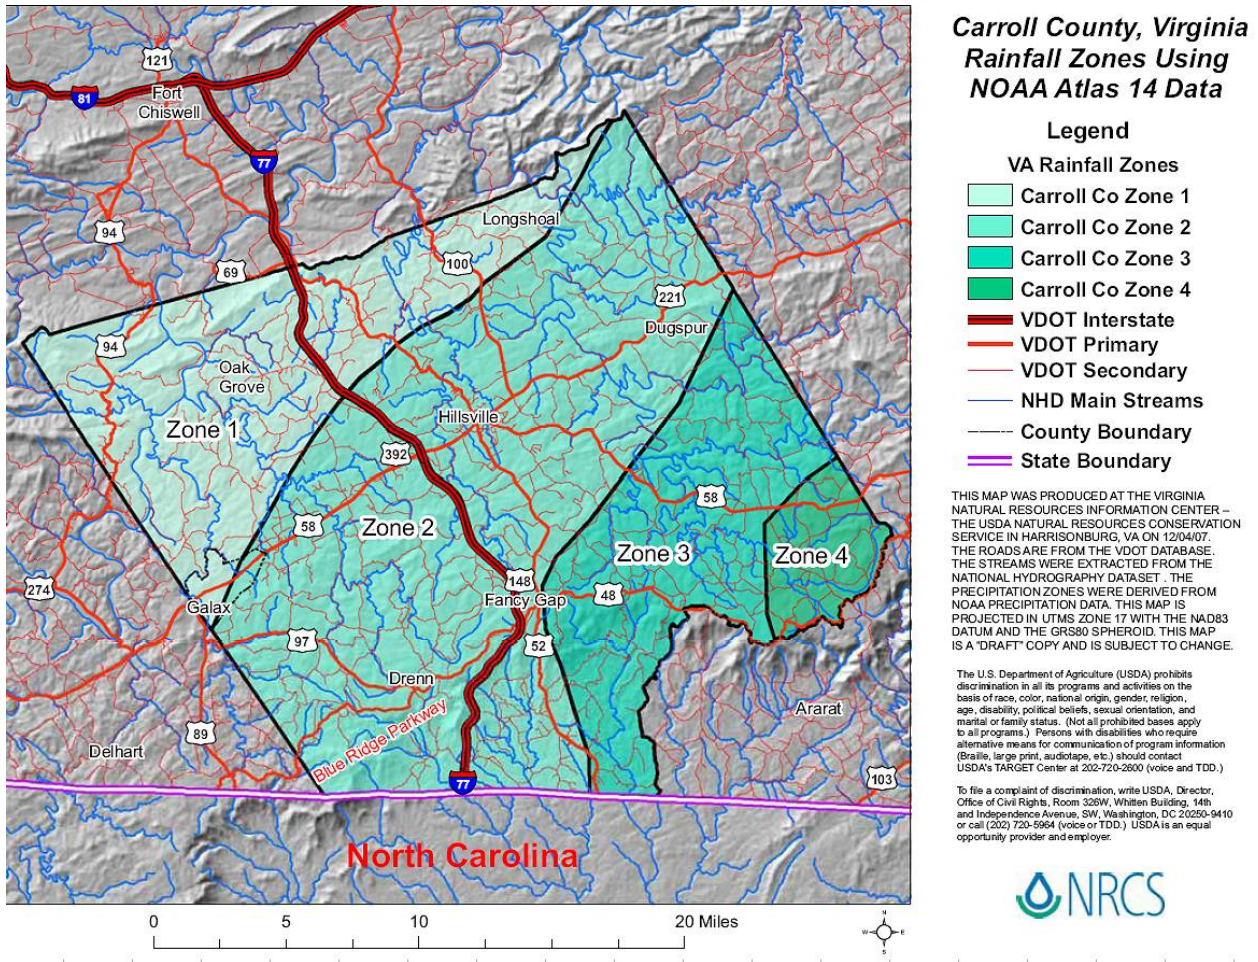 Carroll County, Virginia
Rainfall Zones Using
NOAA Atlas 14 Data
Legend
VA Rainfall Zones
Carroll Co Zone 1
Carroll Co Zone 2
Carroll Co Zone 3
Carroll Co Zone 4
VDOT Interstate
VDOT Primary
VDOT Secondary
NHD Main Streams
County Boundary
State Boundary
THIS MAP WAS PRODUCED AT THE VIRGINIA
NATURAL RESOURCES INFORMATION CENTER –
THE USDA NATURAL RESOURCES CONSERVATION
SERVICE IN HARRISONBURG, VA ON 12/04/07.
THE ROADS ARE FROM THE VDOT DATABASE.
THE STREAMS WERE EXTRACTED FROM THE
NATIONAL HYDROGRAPHY DATASET . THE
PRECIPITATION ZONES WERE DERIVED FROM
NOAA PRECIPITATION DATA. THIS MAP IS
PROJECTED IN UTMS ZONE 17 WITH THE NAD83
DATUM AND THE GRS80 SPHEROID. THIS MAP
IS A "DRAFT" COPY AND IS SUBJECT TO CHANGE.
The U.S. Department of Agriculture (USDA) prohibits
discrimination in all its programs and activities on the
basis of race, color, national origin, gender, religion,
age, disability, political beliefs, sexual orientation, and
marital or family status. (Not all prohibited bases apply
to all programs.) Persons with disabilities who require
alternative means for communication of program information
(Braille, large print, audiotape, etc.) should contact
USDA's TARGET Center at 202-720-2600 (voice and TDD.)
To file a complaint of discrimination, write USDA, Director,
Office of Civil Rights, Room 326W, Whitten Building, 14th
and Independence Avenue, SW, Washington, DC 20250-9410
or call (202) 720-5964 (voice or TDD.) USDA is an equal
opportunity provider and employer.
NRCS
121
81
Fort
Chiswell
77
94
Longshoal
69
100
221
Dugspur
94
Oak
Grove
Hillsville
Zone 1
392
58
58
Zone 2
Zone 3
Zone 4
274
148
48
Galax
Fancy Gap
97
52
Drenn
Blue Ridge Parkway
Ararat
89
Delhart
77
103
North Carolina
0 5 10 20 Miles
N
W E
S